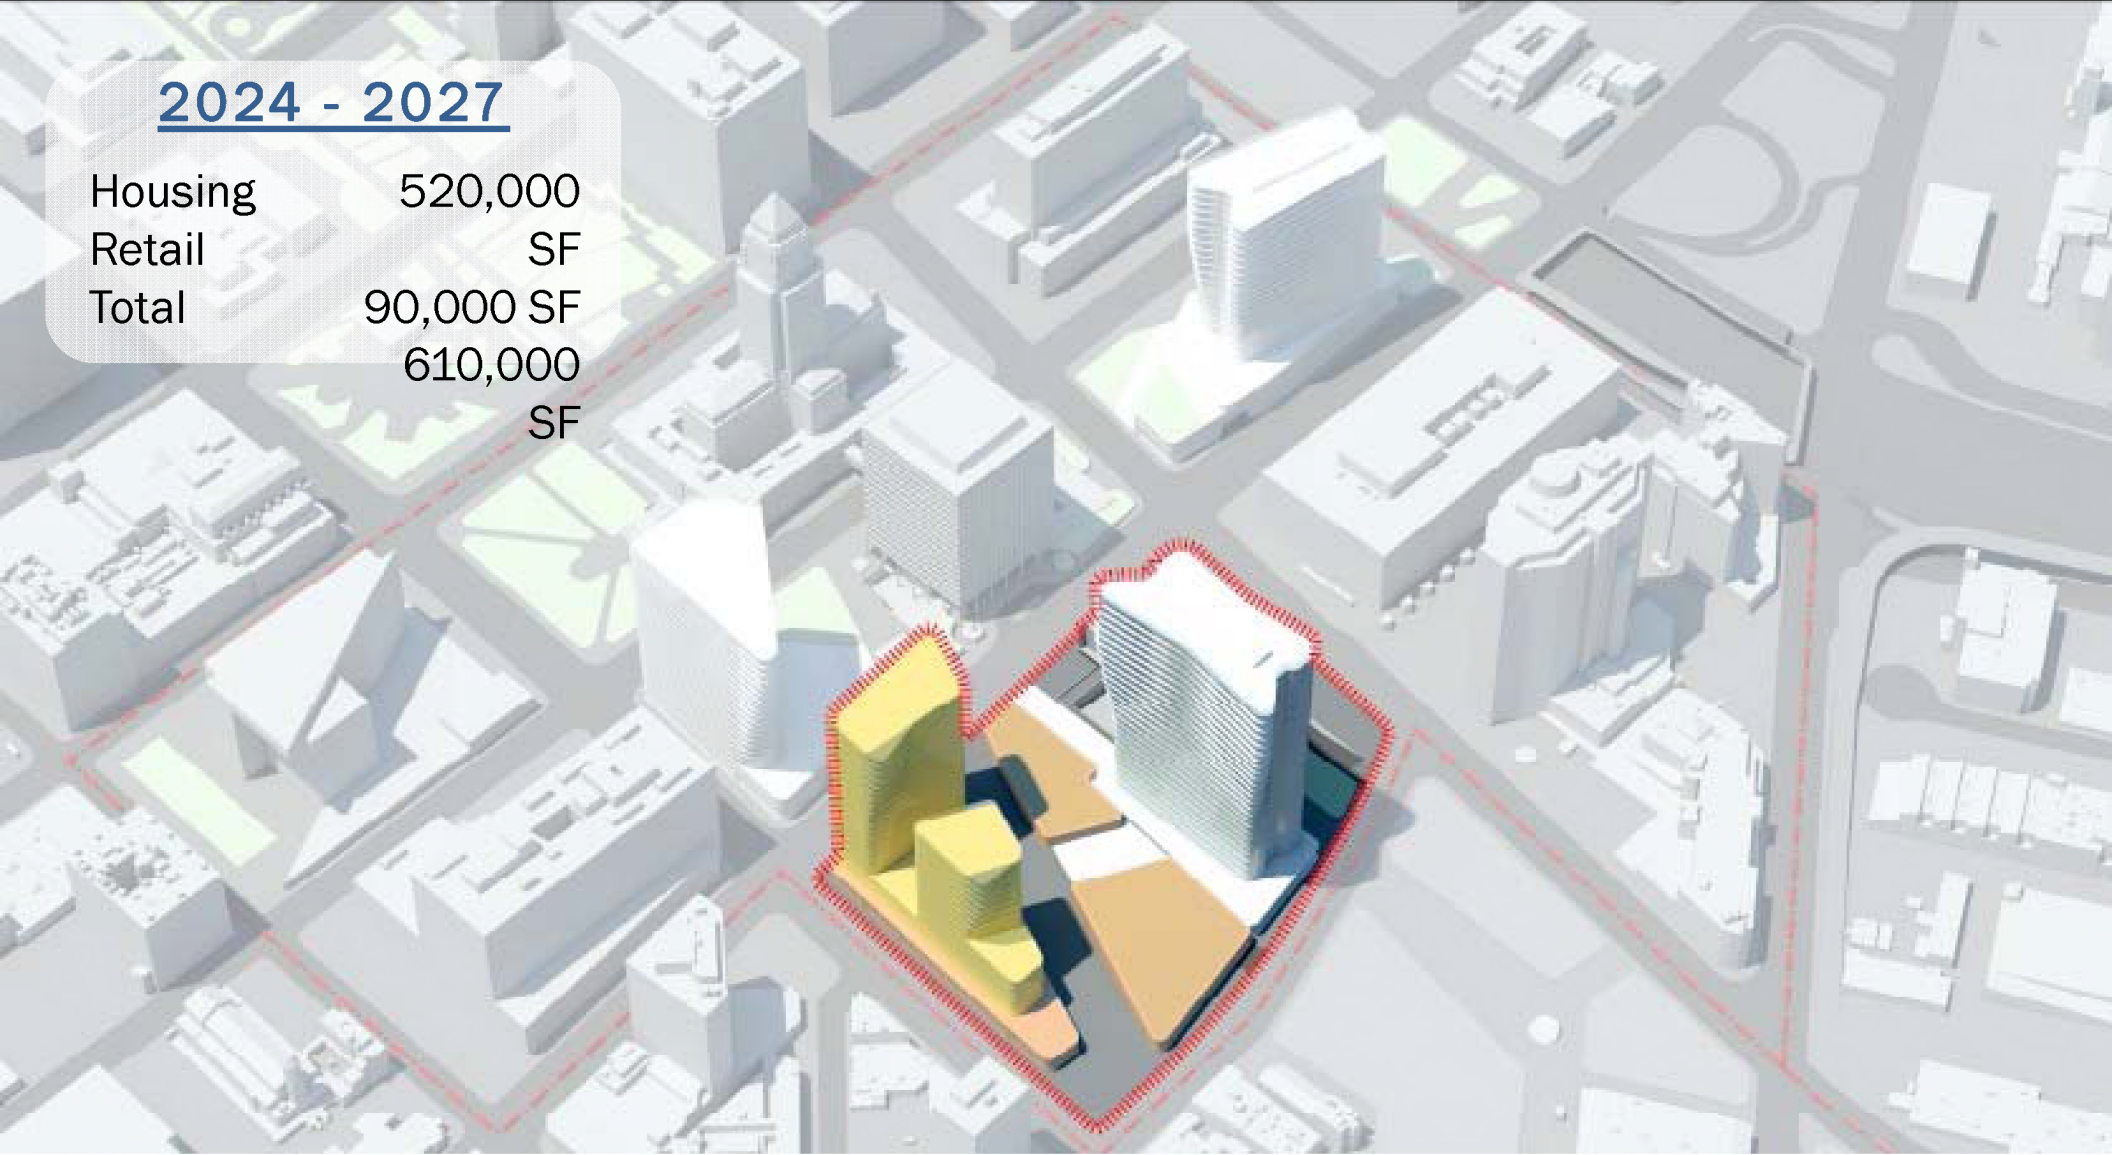 2024 - 2027
Housing 520,000
Retail SF
Total 90,000 SF
610,000
SF